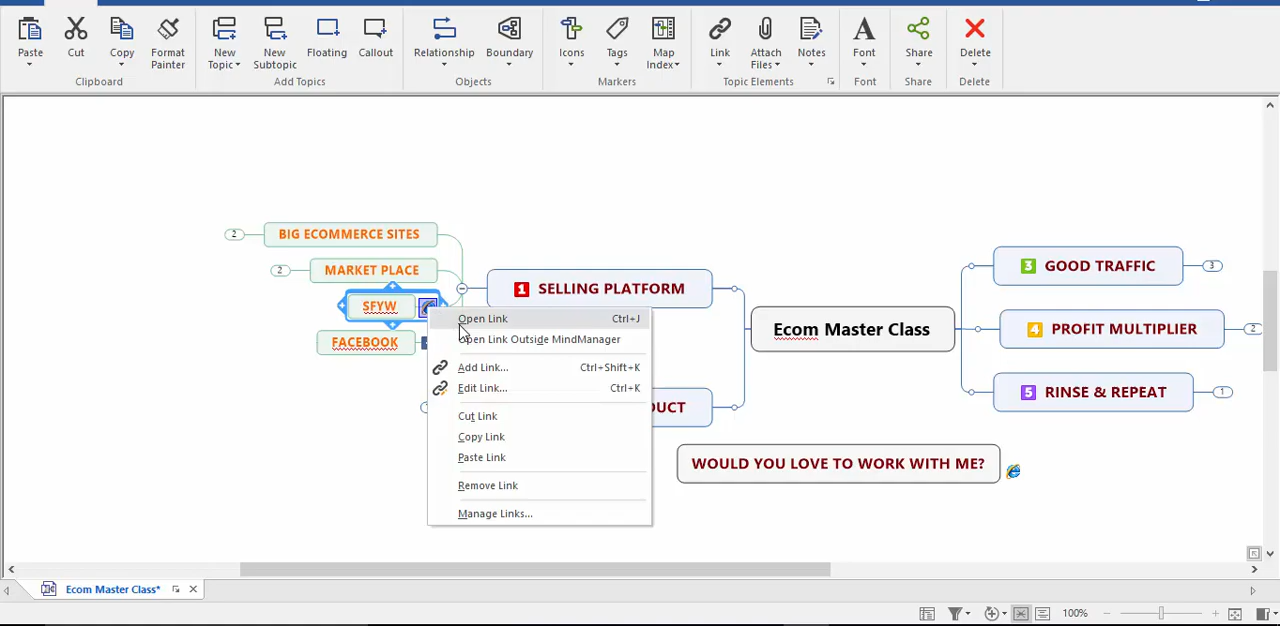 Paste Cut Copy Format Painter New Topic New Subtopic Floating Callout Relationship Boundary Icons Tags Map Index Link Attach Files Notes Font Share Delete
Clipboard Add Topics Objects Markers Topic Elements Font Share Delete
2 BIG ECOMMERCE SITES
2 MARKET PLACE
SFYW
FACEBOOK
1 SELLING PLATFORM
DUCT
Ecom Master Class
3 GOOD TRAFFIC 3
4 PROFIT MULTIPLIER 2
5 RINSE & REPEAT 1
WOULD YOU LOVE TO WORK WITH ME?
Open Link Ctrl+J
Open Link Outside MindManager
Add Link... Ctrl+Shift+K
Edit Link... Ctrl+K
Cut Link
Copy Link
Paste Link
Remove Link
Manage Links...
Ecom Master Class*
100%